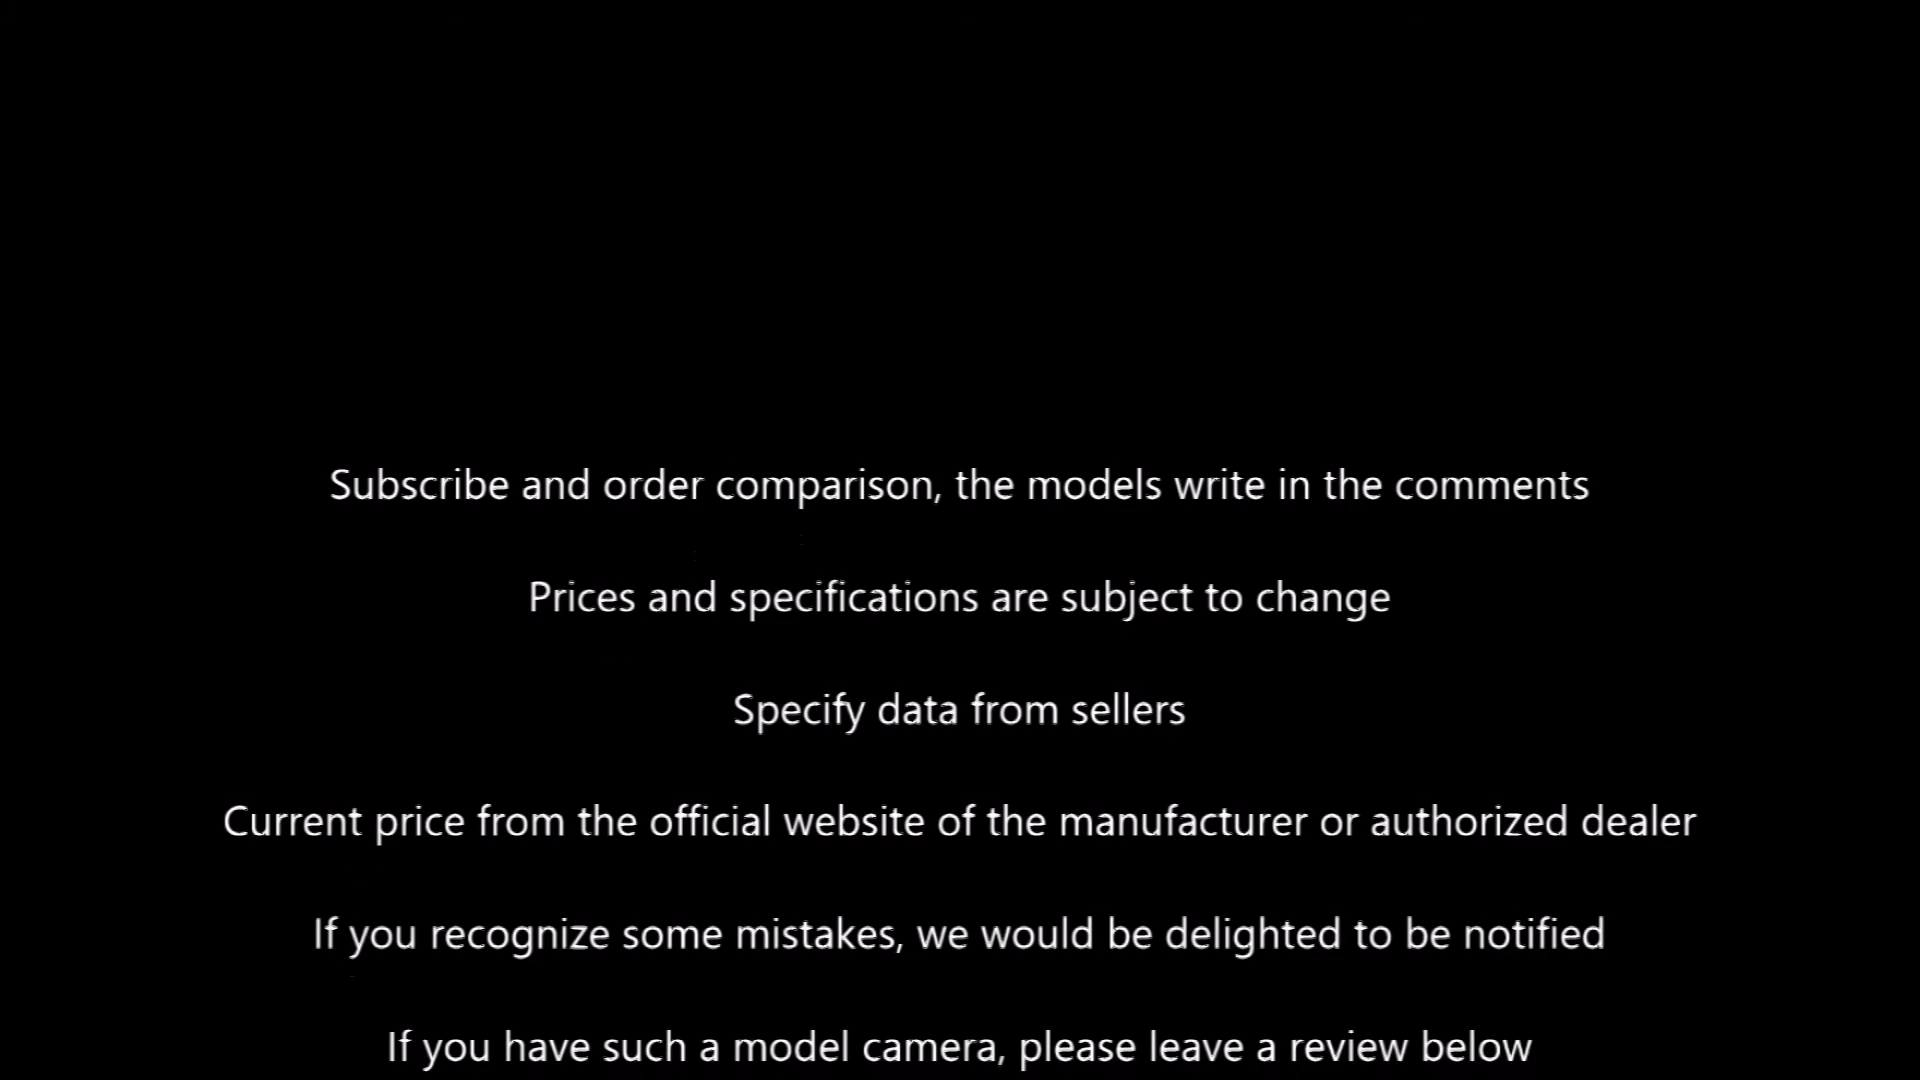 Subscribe and order comparison, the models write in the comments
Prices and specifications are subject to change
Specify data from sellers
Current price from the official website of the manufacturer or authorized dealer
If you recognize some mistakes, we would be delighted to be notified
If you have such a model camera, please leave a review below